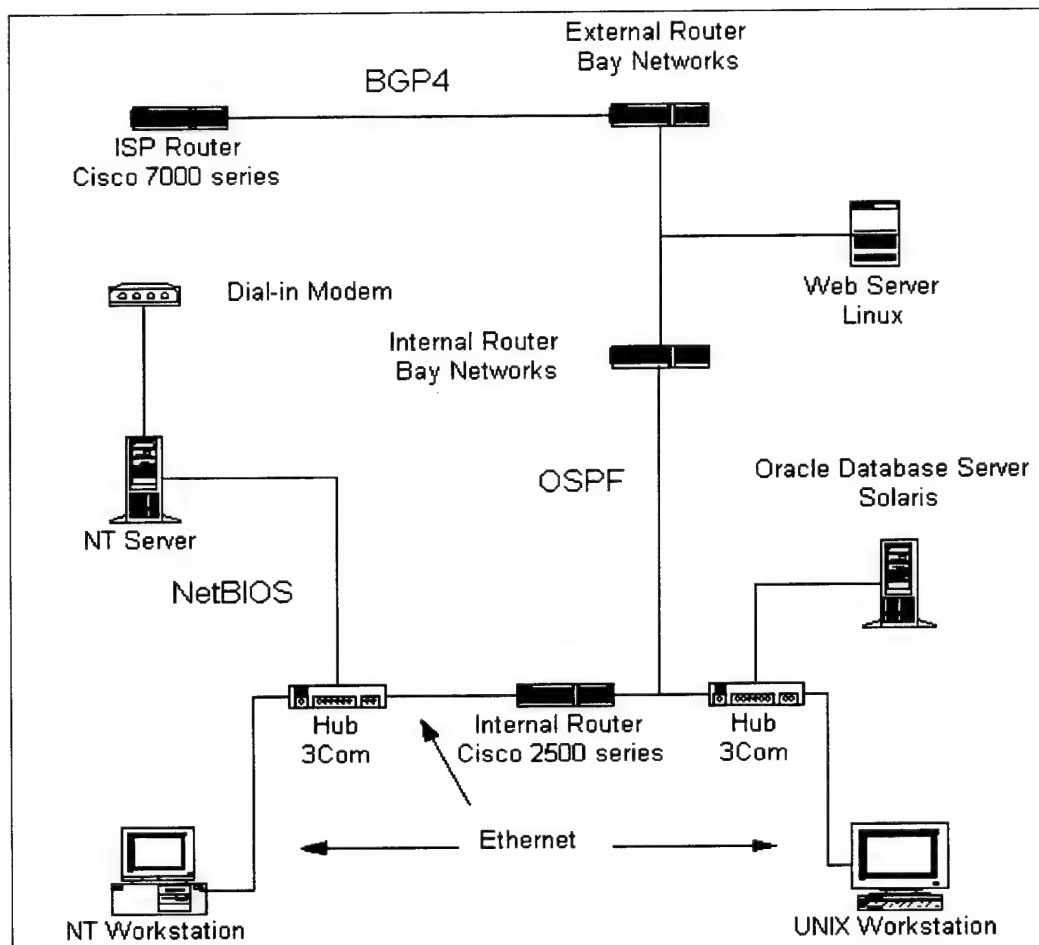 External Router
Bay Networks
BGP4
ISP Router
Cisco 7000 series
Web Server
Linux
Dial-in Modem
Internal Router
Bay Networks
NT Server
OSPF
Oracle Database Server
Solaris
NetBIOS
Hub
3Com
Internal Router
Cisco 2500 series
Hub
3Com
Ethernet
NT Workstation
UNIX Workstation